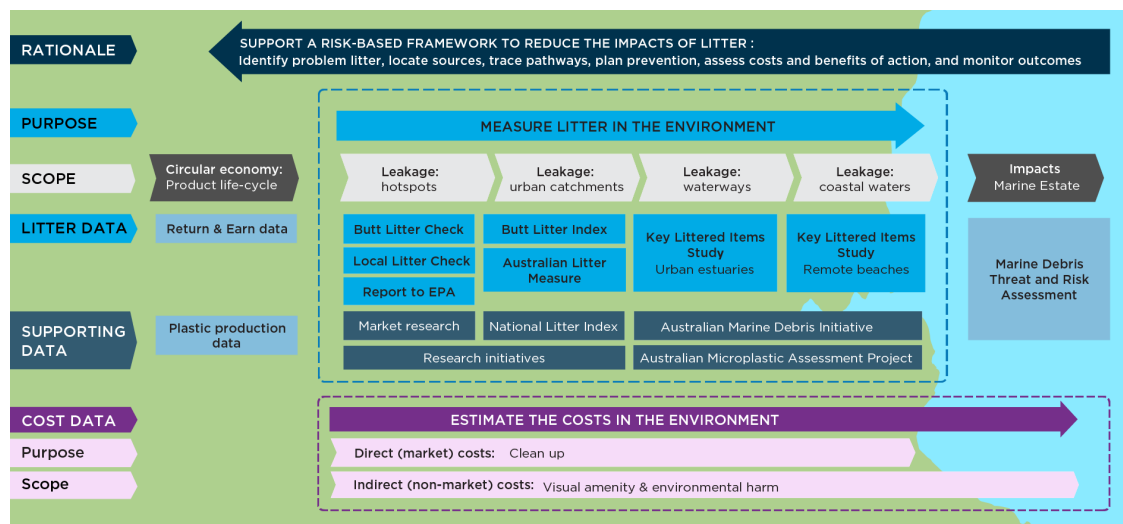 RATIONALE
SUPPORT A RISK-BASED FRAMEWORK TO REDUCE THE IMPACTS OF LITTER :
Identify problem litter, locate sources, trace pathways, plan prevention, assess costs and benefits of action, and monitor outcomes
PURPOSE
MEASURE LITTER IN THE ENVIRONMENT
SCOPE
Circular economy:
Product life-cycle
Leakage:
hotspots
Leakage:
urban catchments
Leakage:
waterways
Leakage:
coastal waters
Impacts
Marine Estate
LITTER DATA
Return & Earn data
Butt Litter Check
Local Litter Check
Report to EPA
Butt Litter Index
Australian Litter
Measure
Key Littered Items
Study
Urban estuaries
Key Littered Items
Study
Remote beaches
Marine Debris
Threat and Risk
Assessment
SUPPORTING
DATA
Plastic production
data
Market research
National Litter Index
Australian Marine Debris Initiative
Research initiatives
Australian Microplastic Assessment Project
COST DATA
ESTIMATE THE COSTS IN THE ENVIRONMENT
Purpose
Direct (market) costs: Clean up
Scope
Indirect (non-market) costs: Visual amenity & environmental harm